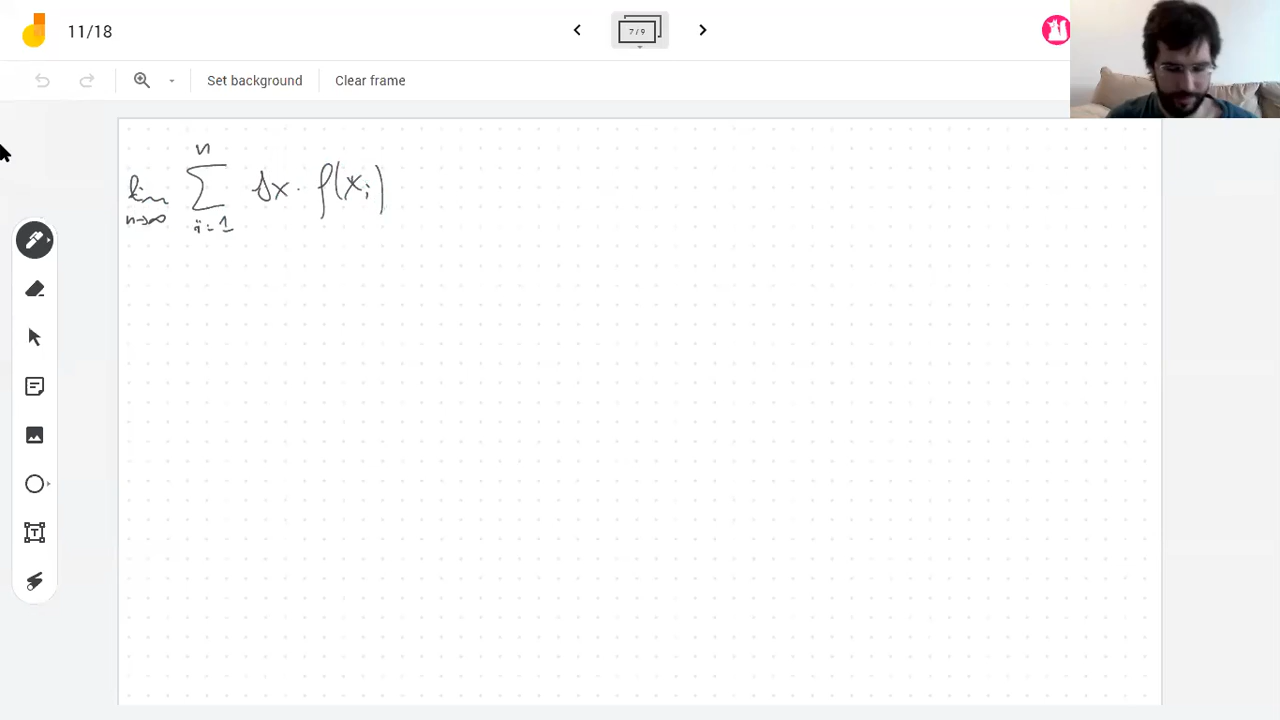 11/18
7 / 9
Set background
Clear frame
lim n→∞ n Σ i=1 Δx · f(xᵢ)
T